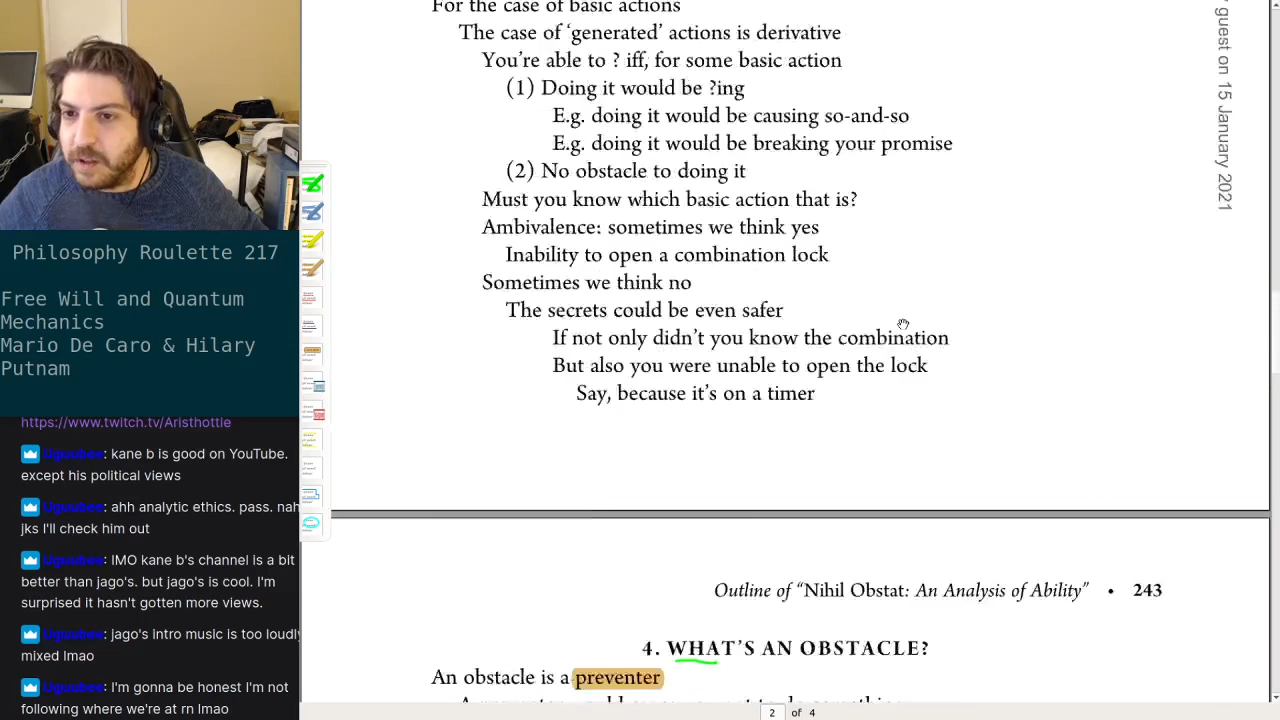 For the case of basic actions
The case of ‘generated’ actions is derivative
You’re able to ? iff, for some basic action
(1) Doing it would be ?ing
E.g. doing it would be causing so-and-so
E.g. doing it would be breaking your promise
(2) No obstacle to doing it
Must you know which basic action that is?
Ambivalence: sometimes we think yes
Inability to open a combination lock
Sometimes we think no
The secrets could be even safer
If not only didn’t you know the combination
But also you were unable to open the lock
Say, because it’s on a timer
guest on 15 January 2021
Outline of “Nihil Obstat: An Analysis of Ability” • 243
4. WHAT’S AN OBSTACLE?
An obstacle is a preventer
2 of 4
Philosophy Roulette 217
Free Will and Quantum
Mechanics
Mario De Caro & Hilary
Putnam
https://www.twitch.tv/Aristhottle
Uguubee: kane b is good on YouTube.
except his political views
Uguubee: ahh analytic ethics. pass. nah
jks I'll check him out
Uguubee: IMO kane b's channel is a bit
better than jago's. but jago's is cool. I'm
surprised it hasn't gotten more views.
Uguubee: jago's intro music is too loudly
mixed lmao
Uguubee: I'm gonna be honest I'm not
following where we're at rn lmao